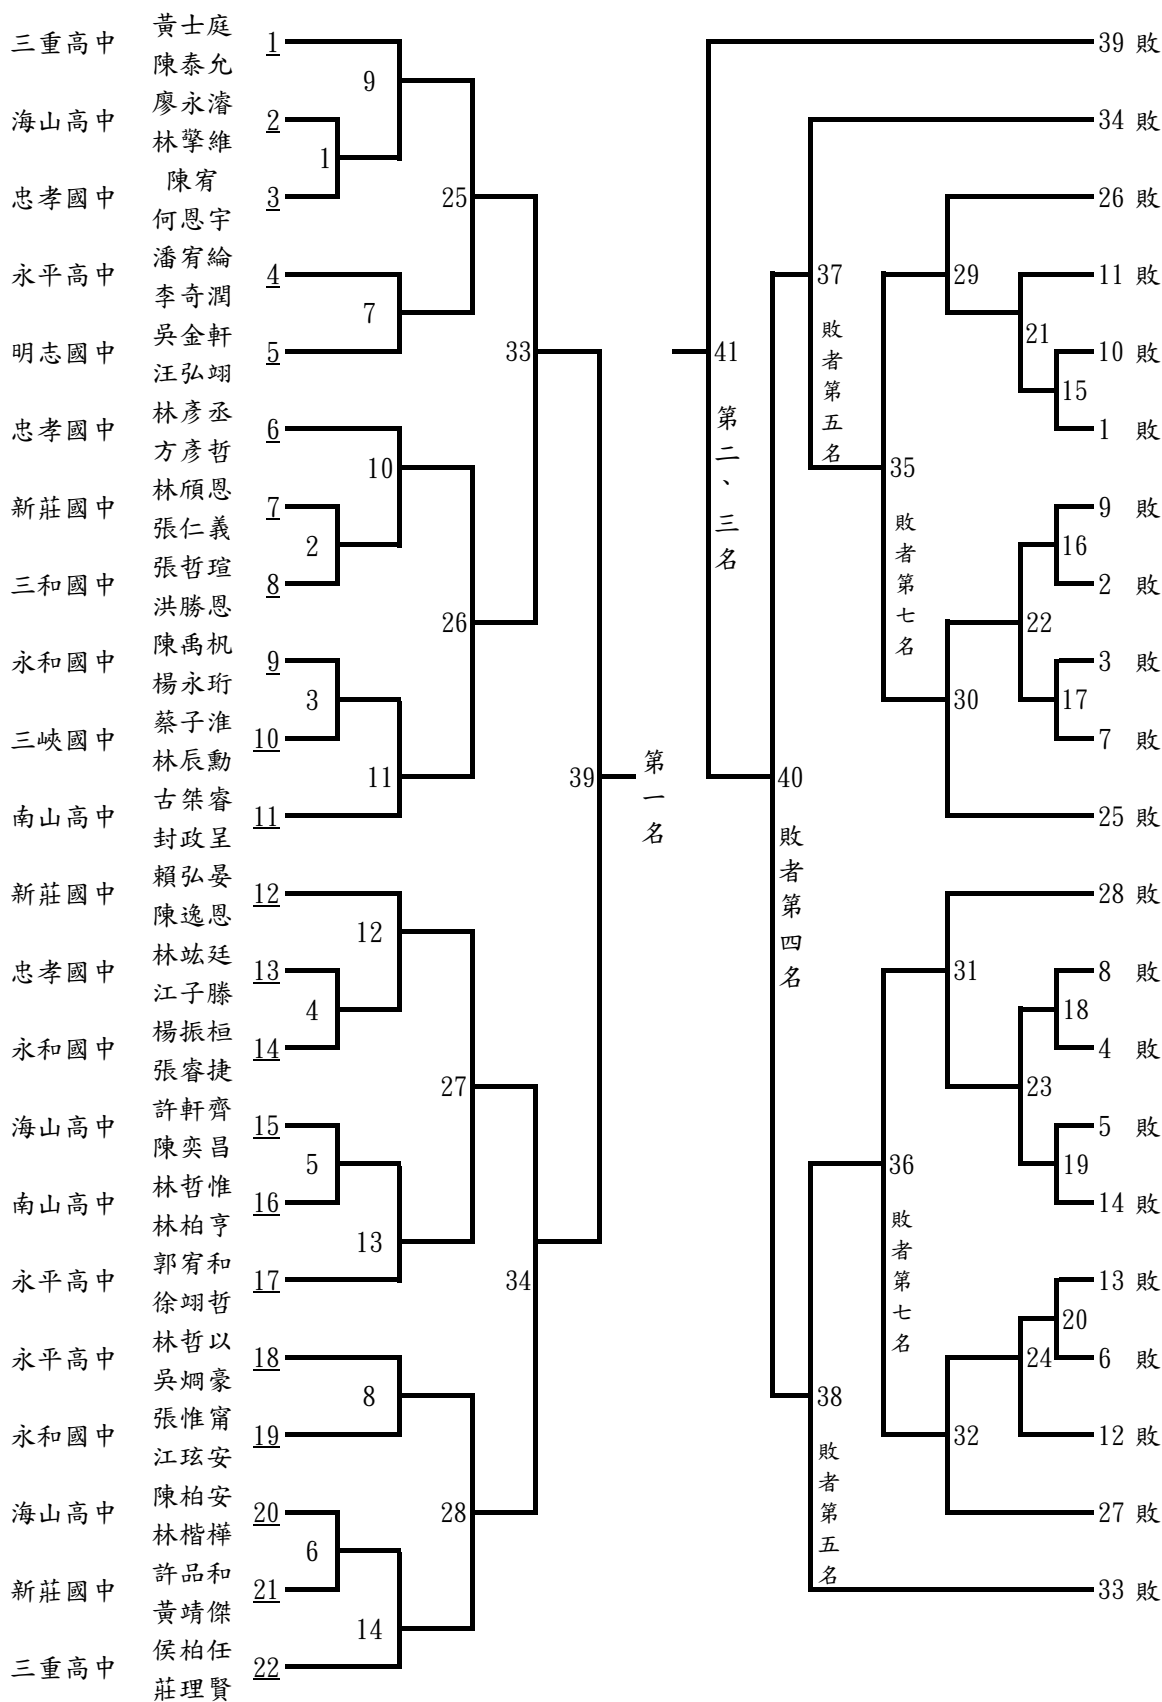 黃士庭
三重高中 1
陳泰允
9
廖永濬
海山高中 2
林擎維
1
陳宥
忠孝國中 3
何恩宇
25
潘宥綸
永平高中 4
李奇潤
7
吳金軒
明志國中 5
汪弘翊
33
林彥丞
忠孝國中 6
方彥哲
10
林頎恩
新莊國中 7
張仁義
2
張哲瑄
三和國中 8
洪勝恩
26
陳禹机
永和國中 9
楊永珩
3
蔡子淮
三峽國中 10
林辰勳
11
古桀睿
南山高中 11
封政呈
39
第一名
賴弘晏
新莊國中 12
陳逸恩
12
林竑廷
忠孝國中 13
江子滕
4
楊振桓
永和國中 14
張睿捷
27
許軒齊
海山高中 15
陳奕昌
5
林哲惟
南山高中 16
林柏亨
13
郭宥和
永平高中 17
徐翊哲
34
林哲以
永平高中 18
吳烱豪
8
張惟甯
永和國中 19
江玹安
28
陳柏安
海山高中 20
林楷樺
6
許品和
新莊國中 21
黃靖傑
14
侯柏任
三重高中 22
莊理賢
39 敗
34 敗
26 敗
37
29
11 敗
21
41
10 敗
15
1 敗
敗者第五名
第二、三名
35
9 敗
16
2 敗
敗者第七名
22
3 敗
30
17
7 敗
40
25 敗
敗者第四名
28 敗
31
8 敗
18
4 敗
23
5 敗
36
19
14 敗
敗者第七名
13 敗
20
24
6 敗
38
32
12 敗
敗者第五名
27 敗
33 敗